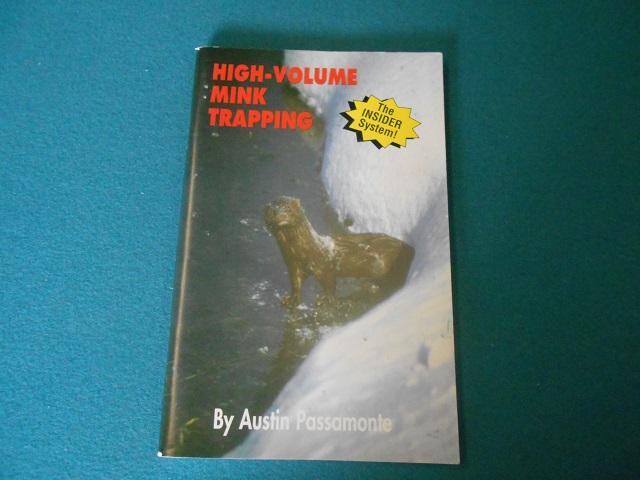 HIGH-VOLUME
MINK
TRAPPING
The
INSIDER
System!
By Austin Passamonte